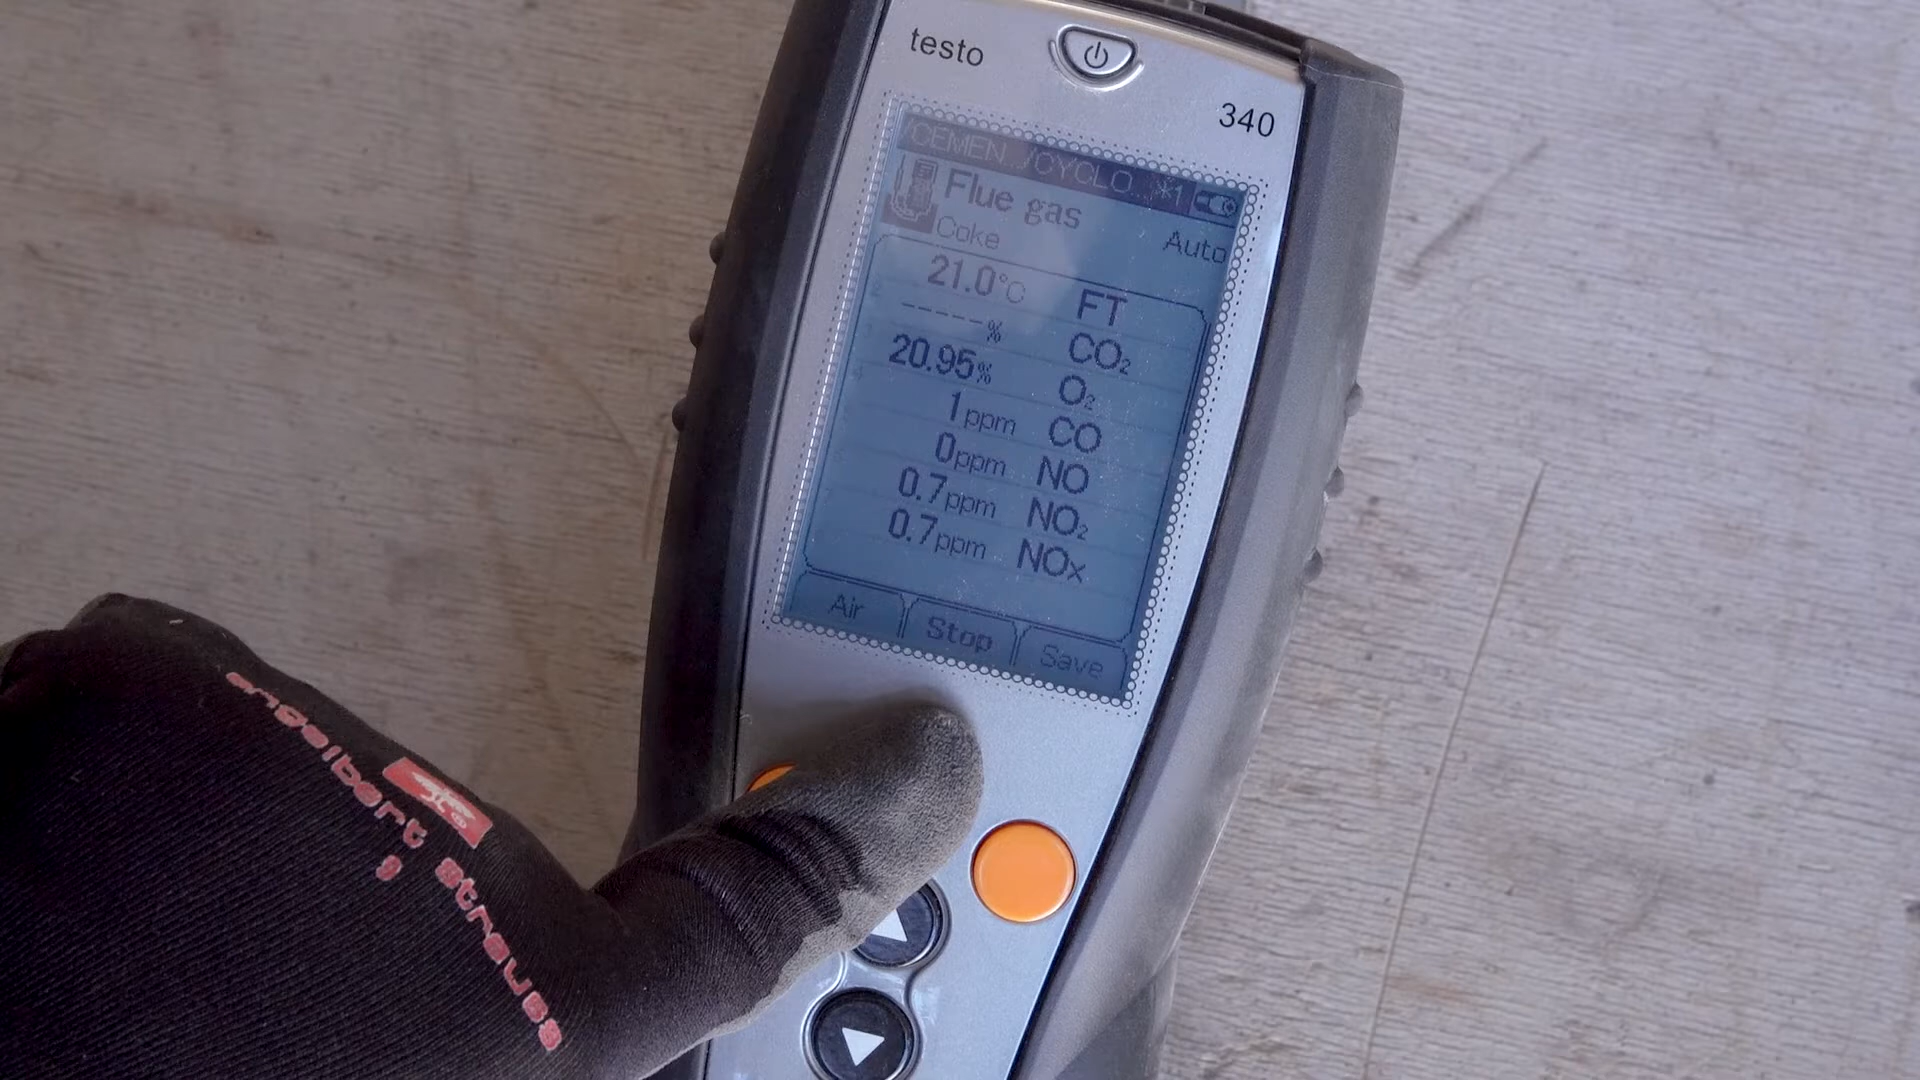 testo
340
/CEMEN.../CYCLO... *1
Flue gas
Coke
Auto
21.0°C FT
-----% CO₂
20.95% O₂
1ppm CO
0ppm NO
0.7ppm NO₂
0.7ppm NOx
Air Stop Save
engelbert strauss